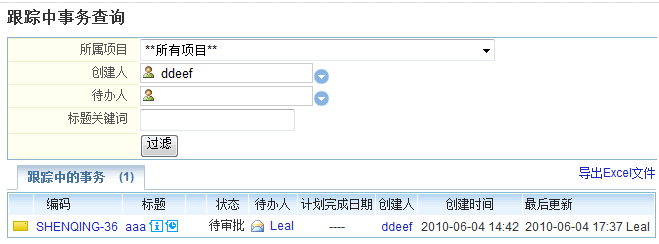 跟踪中事务查询
所属项目 **所有项目**
创建人 ddeef
待办人
标题关键词
过滤
跟踪中的事务 (1) 导出Excel文件
编码 标题 状态 待办人 计划完成日期 创建人 创建时间 最后更新
SHENQING-36 aaa 待审批 Leal ---- ddeef 2010-06-04 14:42 2010-06-04 17:37 Leal